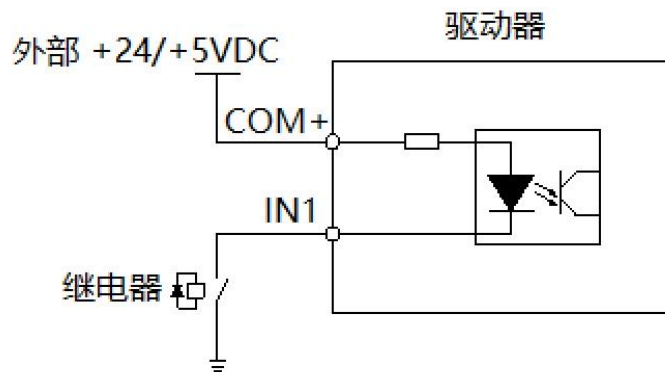 驱动器
外部 +24/+5VDC
COM+
IN1
继电器